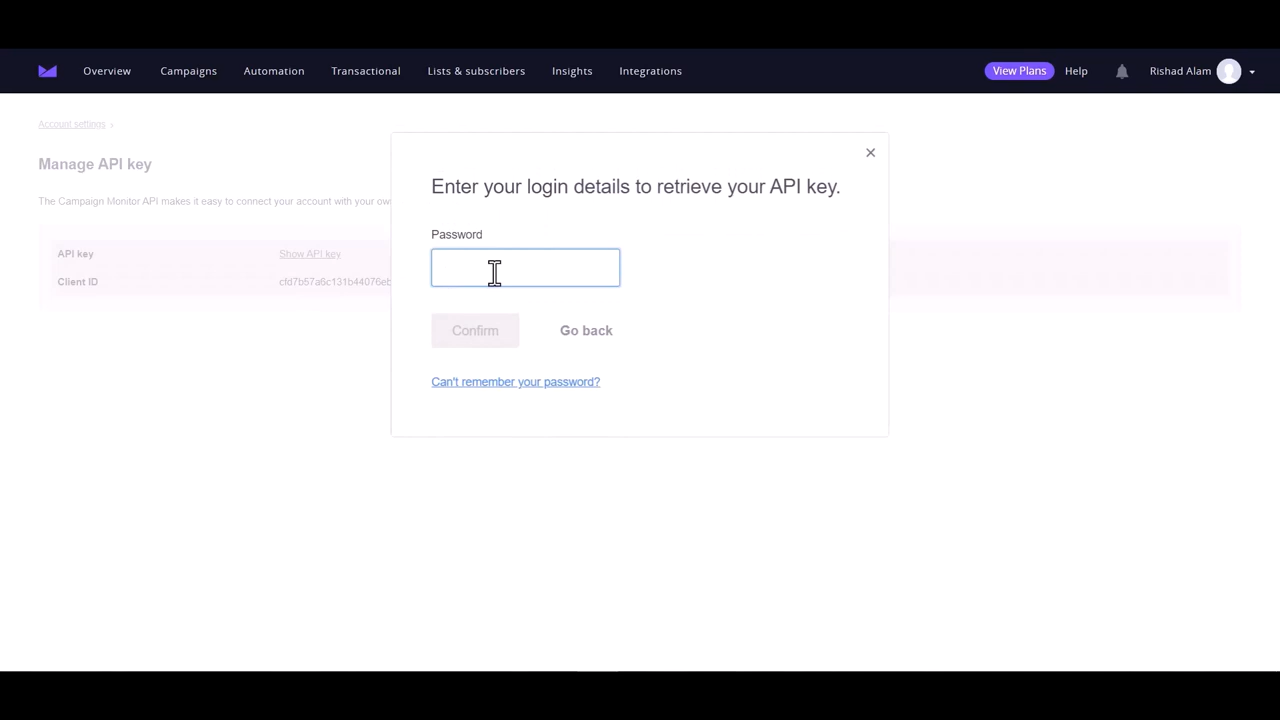 Overview Campaigns Automation Transactional Lists & subscribers Insights Integrations View Plans Help Rishad Alam
Account settings ›
Manage API key
The Campaign Monitor API makes it easy to connect your account with your own
API key Show API key
Client ID cfd7b57a8c131b44076eb
×
Enter your login details to retrieve your API key.
Password
Confirm Go back
Can't remember your password?